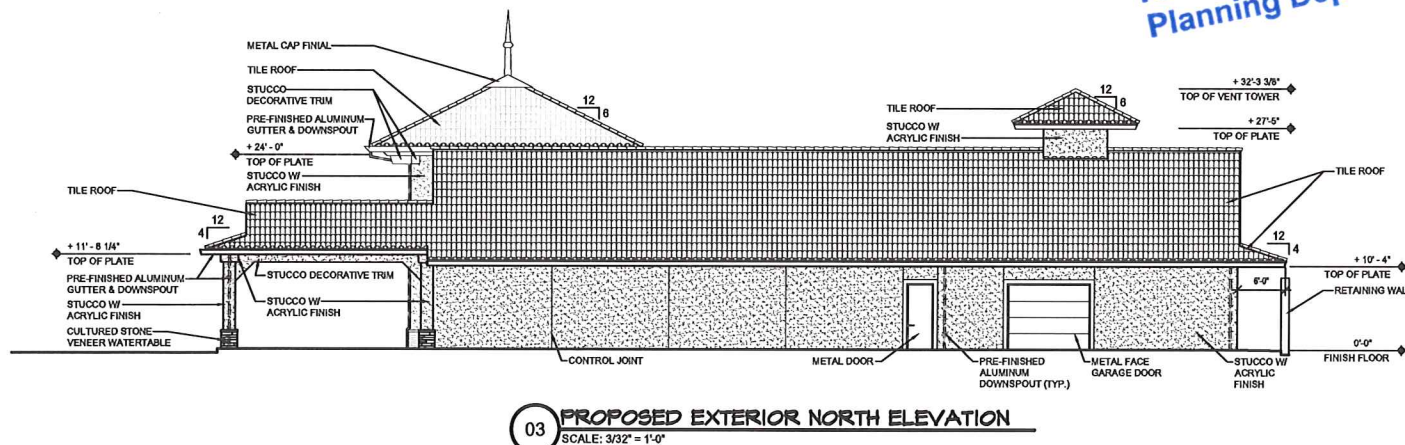 Planning
METAL CAP FINIAL
TILE ROOF
STUCCO
DECORATIVE TRIM
PRE-FINISHED ALUMINUM
GUTTER & DOWNSPOUT
+ 24' - 0"
TOP OF PLATE
STUCCO W/
ACRYLIC FINISH
12
6
TILE ROOF
STUCCO W/
ACRYLIC FINISH
12
6
+ 32'-3 3/8"
TOP OF VENT TOWER
+ 27'-5"
TOP OF PLATE
TILE ROOF
TILE ROOF
12
4
+ 11' - 8 1/4"
TOP OF PLATE
PRE-FINISHED ALUMINUM
GUTTER & DOWNSPOUT
STUCCO W/
ACRYLIC FINISH
CULTURED STONE
VENEER WATERTABLE
STUCCO DECORATIVE TRIM
STUCCO W/
ACRYLIC FINISH
CONTROL JOINT
METAL DOOR
PRE-FINISHED
ALUMINUM
DOWNSPOUT (TYP.)
METAL FACE
GARAGE DOOR
STUCCO W/
ACRYLIC
FINISH
12
4
+ 10' - 4"
TOP OF PLATE
6'-0"
RETAINING WAL
0'-0"
FINISH FLOOR
03
PROPOSED EXTERIOR NORTH ELEVATION
SCALE: 3/32" = 1'-0"